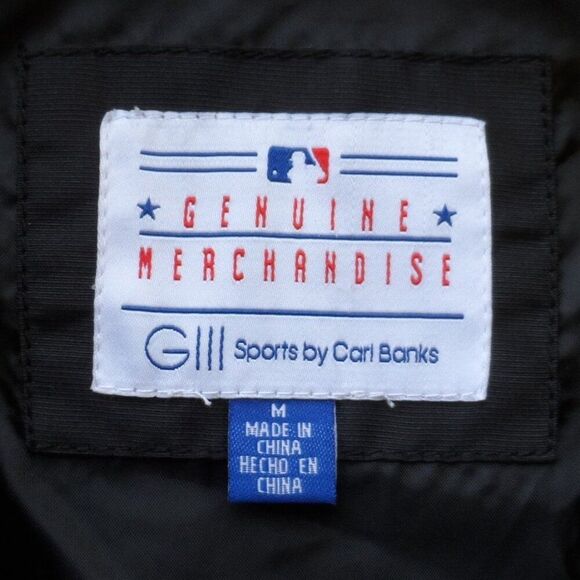 GENUINE
MERCHANDISE
GIII Sports by Carl Banks
M
MADE IN
CHINA
HECHO EN
CHINA